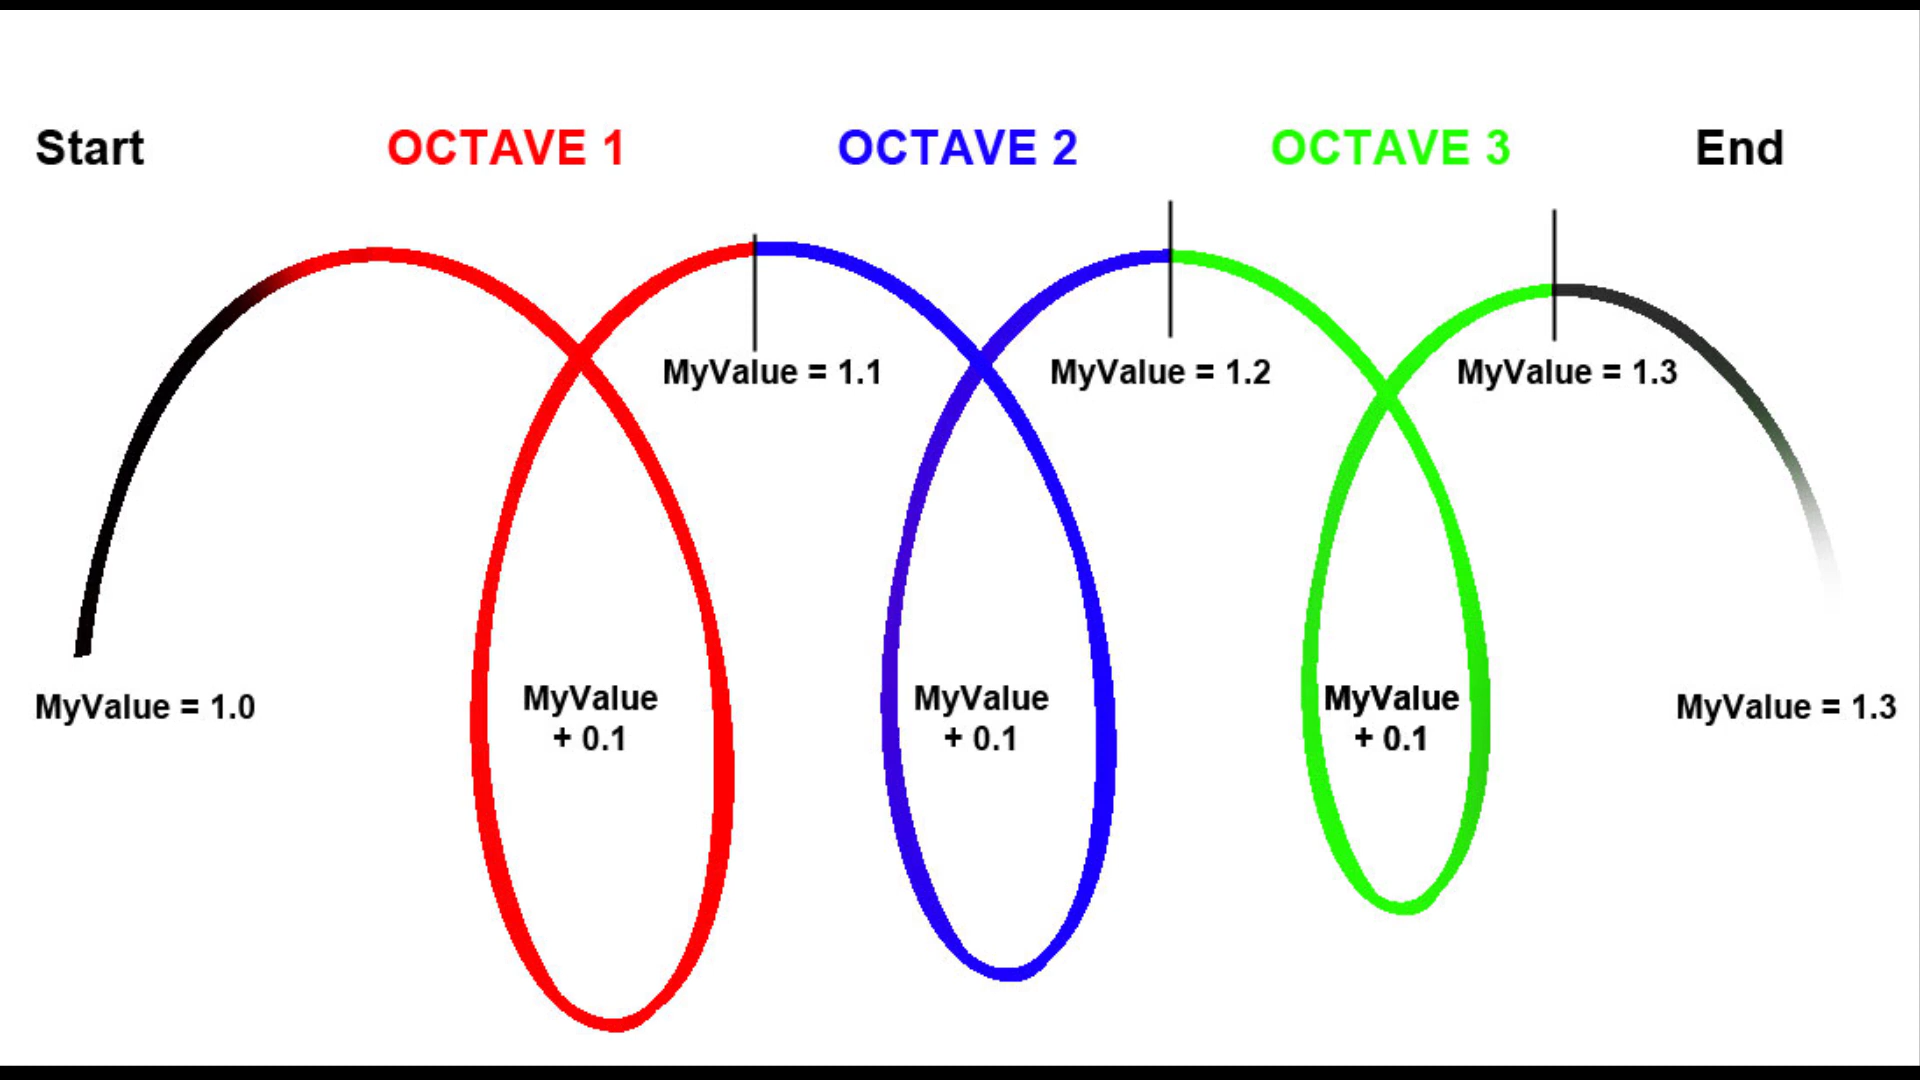 Start
OCTAVE 1
OCTAVE 2
OCTAVE 3
End
MyValue = 1.1
MyValue = 1.2
MyValue = 1.3
MyValue = 1.0
MyValue
+ 0.1
MyValue
+ 0.1
MyValue
+ 0.1
MyValue = 1.3